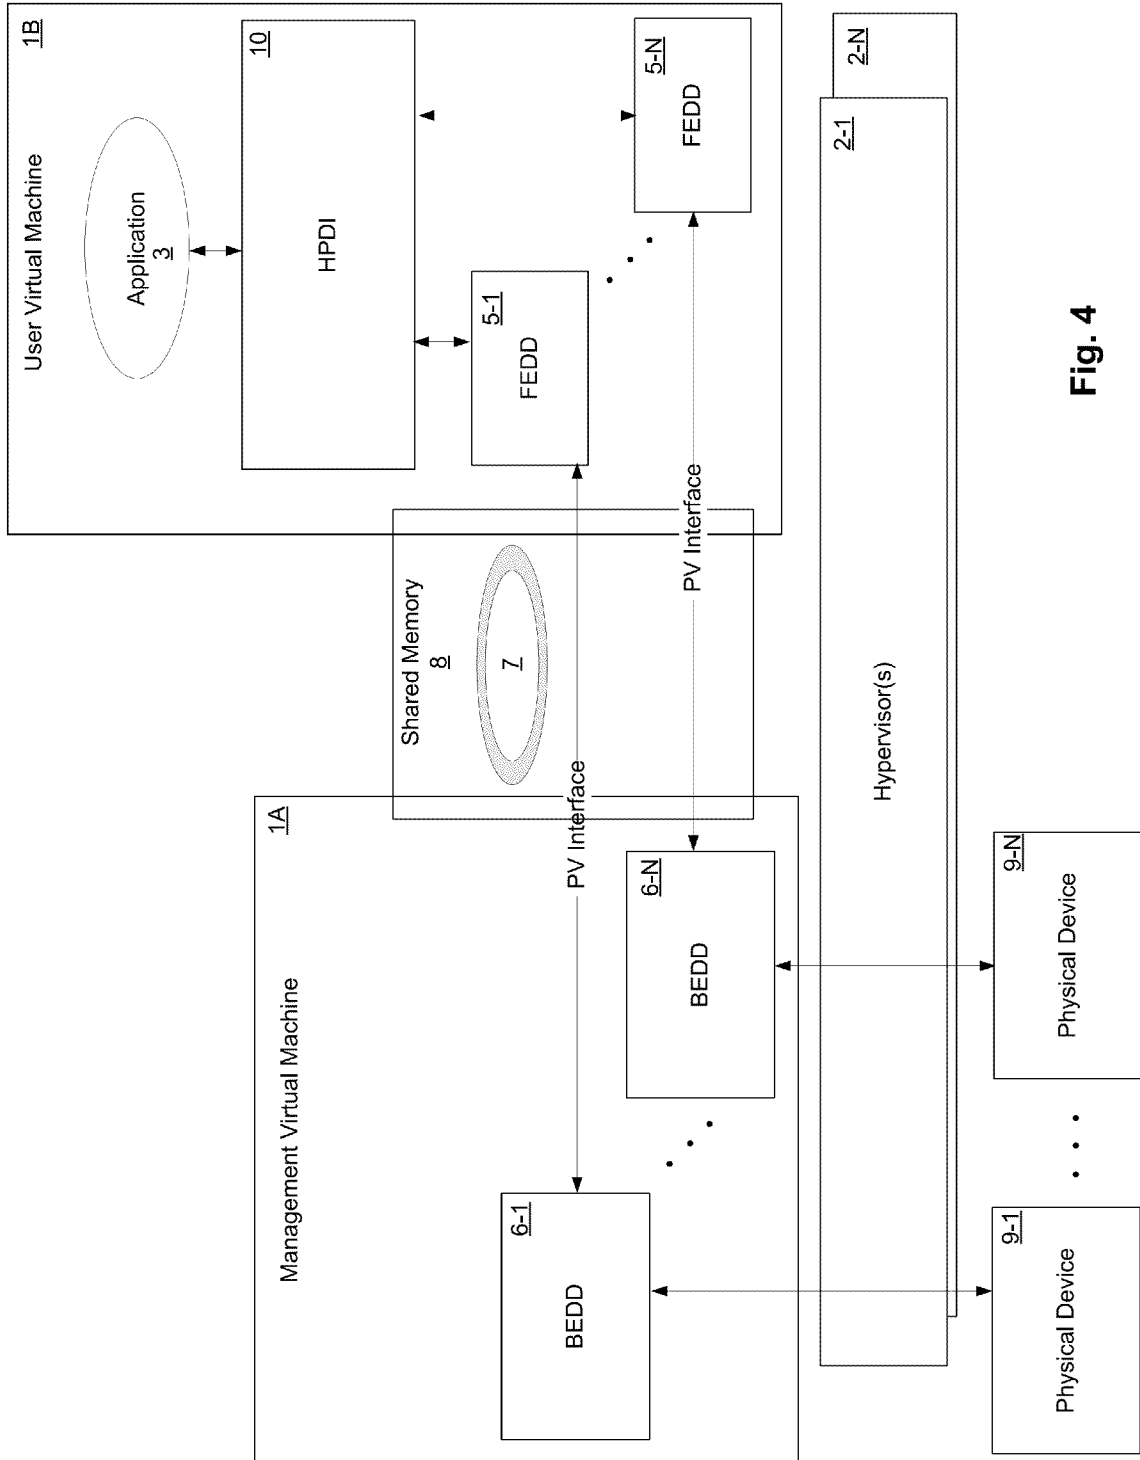 Management Virtual Machine
1A
BEDD
6-1
BEDD
6-N
Shared Memory
8
7
PV Interface
PV Interface
User Virtual Machine
1B
Application
3
HPDI
10
FEDD
5-1
FEDD
5-N
Hypervisor(s)
2-1
2-N
Physical Device
9-1
Physical Device
9-N
Fig. 4